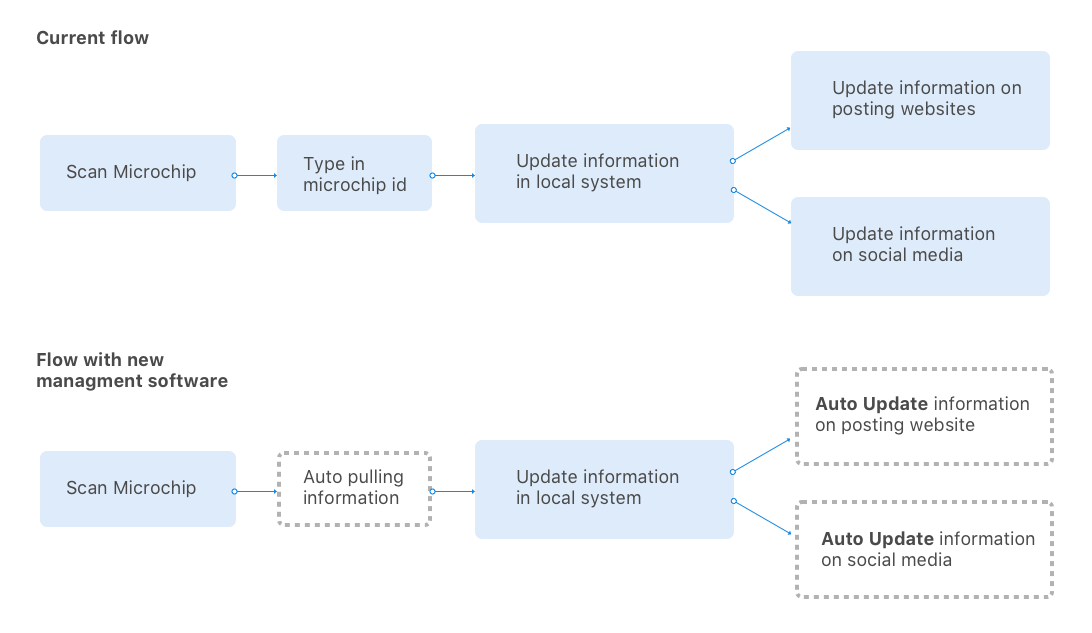 Current flow
Scan Microchip
Type in
microchip id
Update information
in local system
Update information on
posting websites
Update information
on social media
Flow with new
managment software
Scan Microchip
Auto pulling
information
Update information
in local system
Auto Update information
on posting website
Auto Update information
on social media